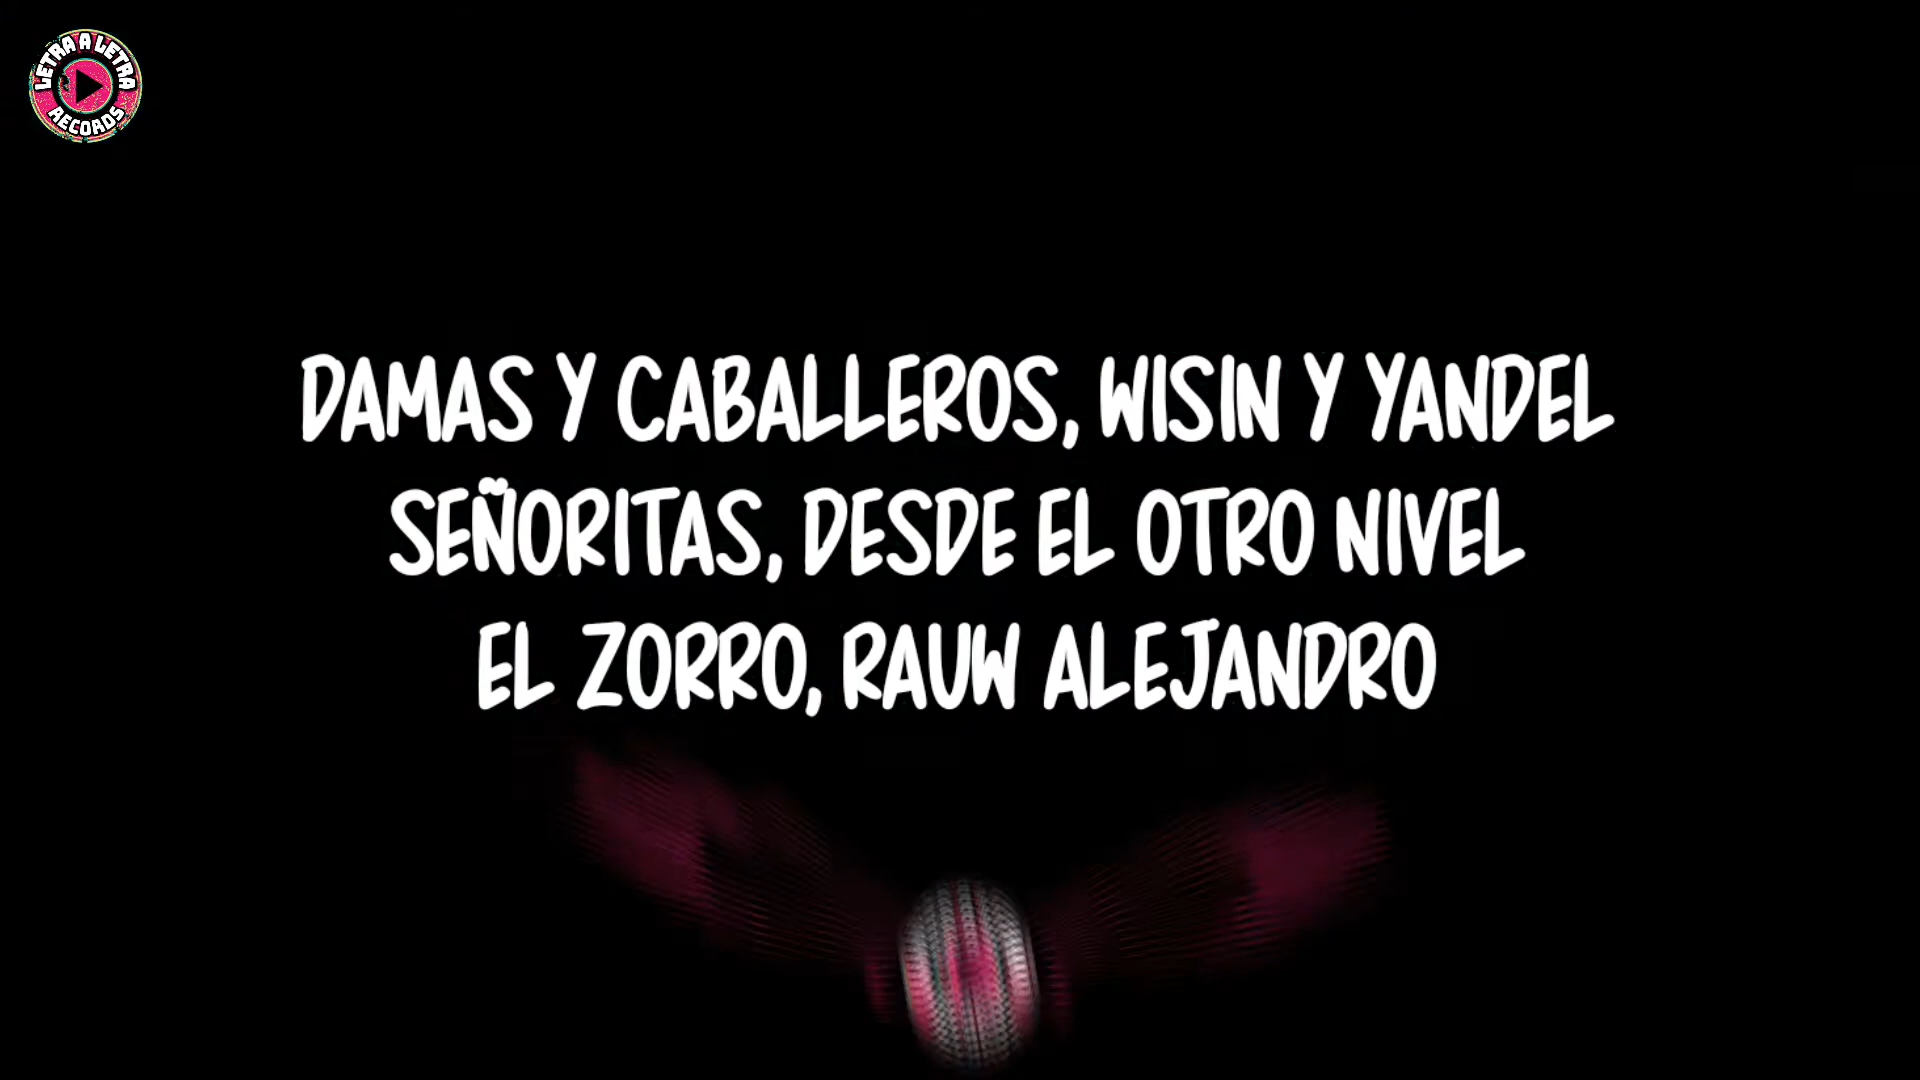 LETRA A LETRA
RECORDS
DAMAS Y CABALLEROS, WISIN Y YANDEL
SEÑORITAS, DESDE EL OTRO NIVEL
EL ZORRO, RAUW ALEJANDRO